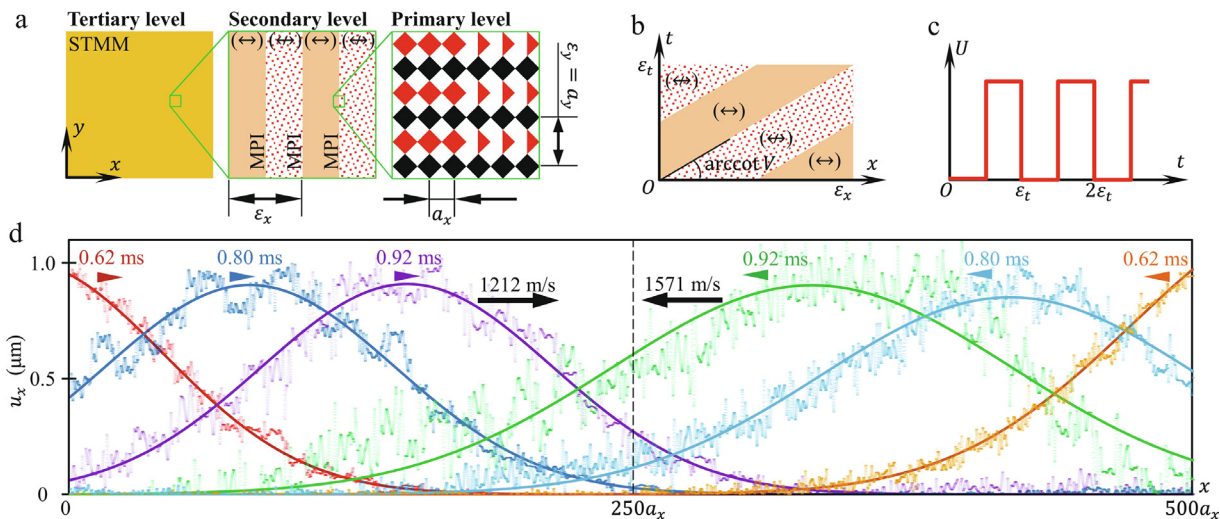 a
Tertiary level
Secondary level
Primary level
STMM
(↔)
(↮)
(↔)
(↮)
MPI
MPI
MPI
y
x
ε_x
a_x
ε_y = a_y
b
t
ε_t
(↮)
(↔)
(↮)
(↔)
arccot V
O
ε_x
x
c
U
O
ε_t
2ε_t
t
d
1.0
0.5
0
u_x (μm)
0.62 ms
0.80 ms
0.92 ms
1212 m/s
1571 m/s
0.92 ms
0.80 ms
0.62 ms
0
250a_x
500a_x
x